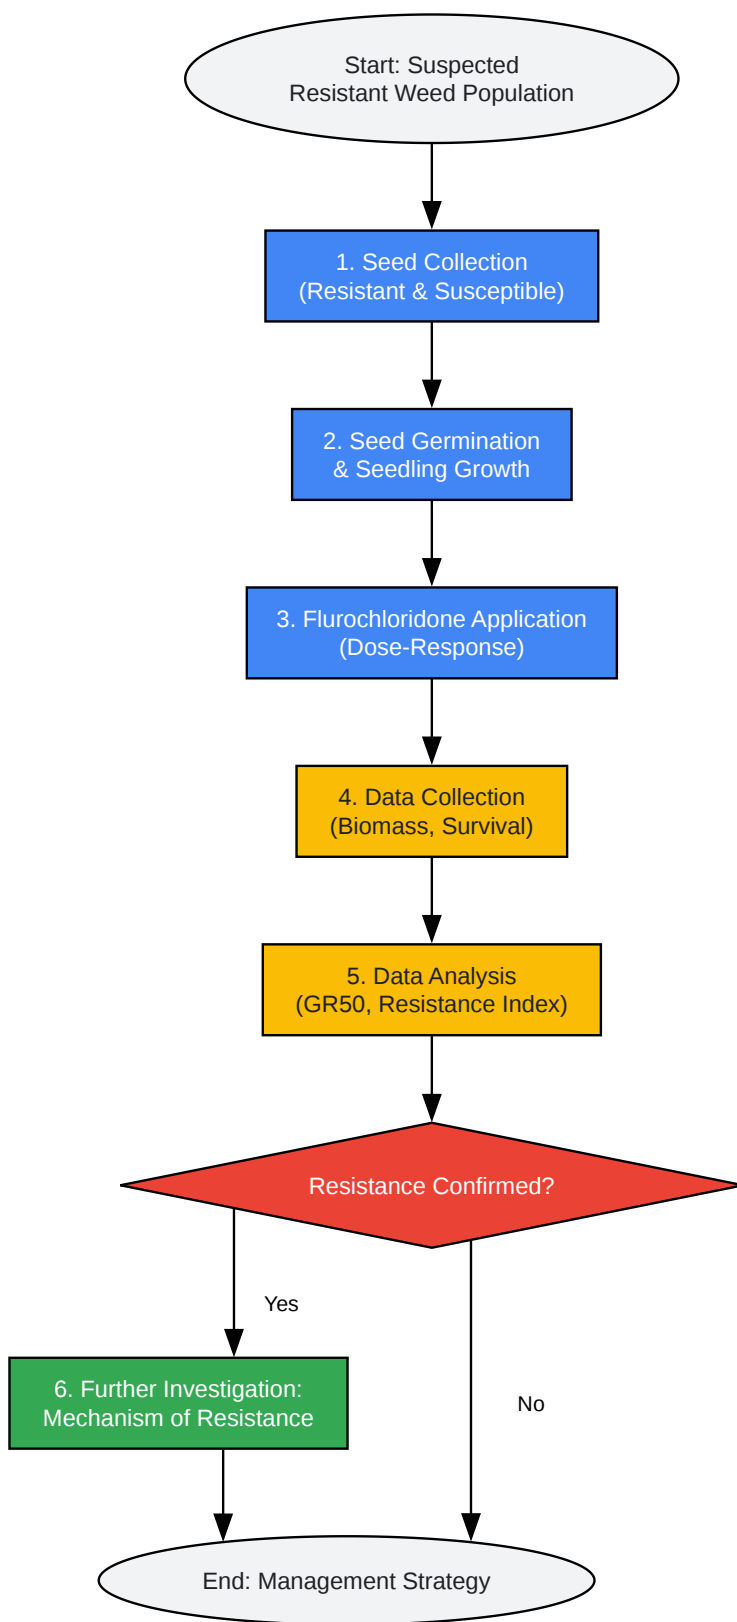 Start: Suspected
Resistant Weed Population
1. Seed Collection
(Resistant & Susceptible)
2. Seed Germination
& Seedling Growth
3. Flurochloridone Application
(Dose-Response)
4. Data Collection
(Biomass, Survival)
5. Data Analysis
(GR50, Resistance Index)
Resistance Confirmed?
Yes
6. Further Investigation:
Mechanism of Resistance
No
End: Management Strategy